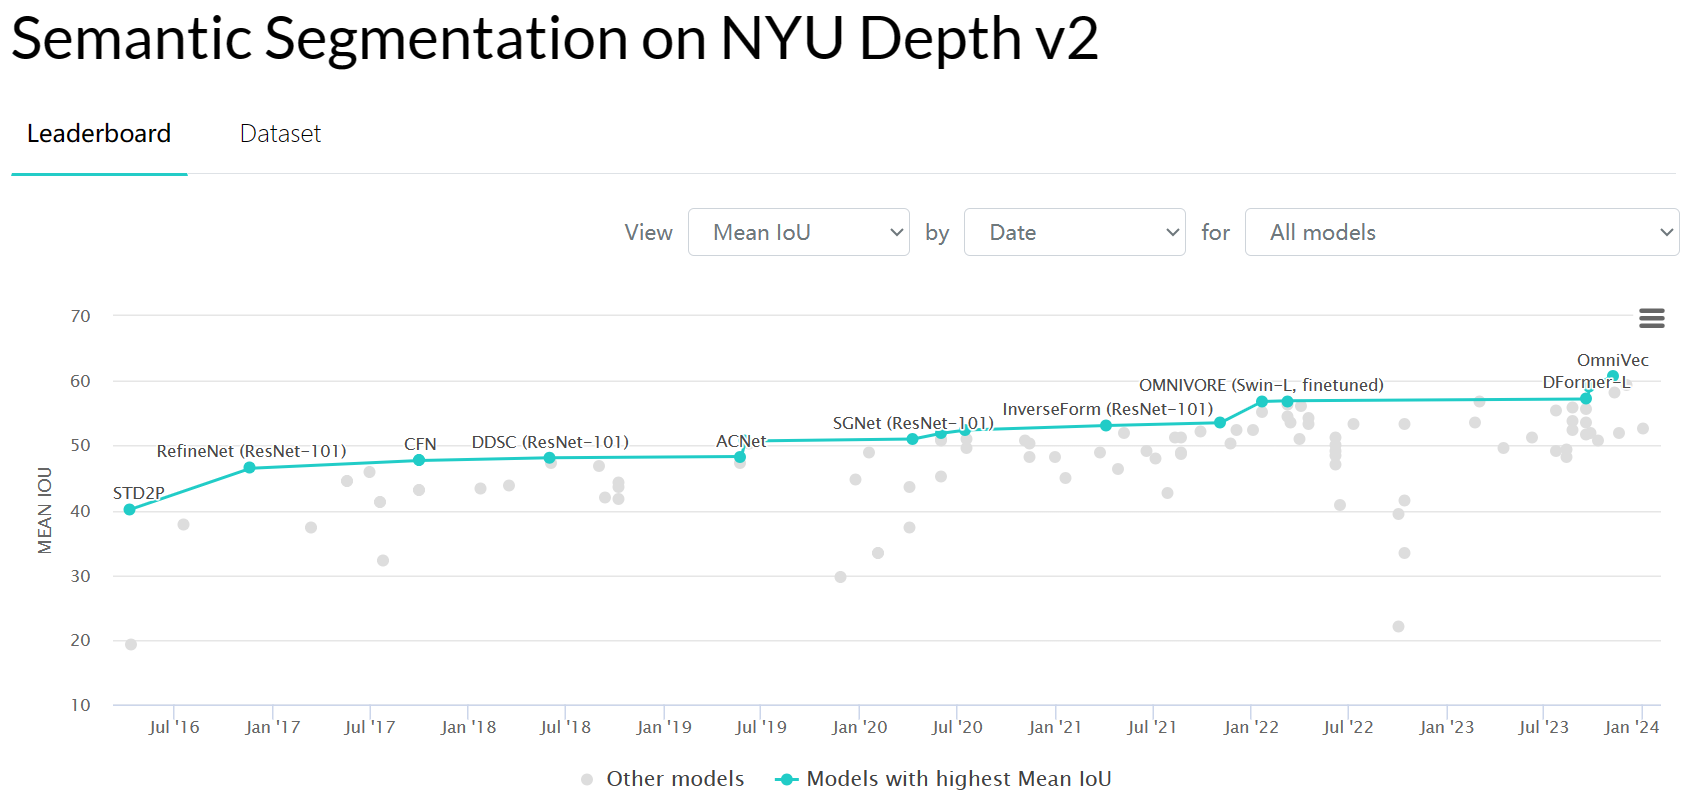 Semantic Segmentation on NYU Depth v2
Leaderboard Dataset
View Mean IoU by Date for All models
70
60
50
40
30
20
10
MEAN IOU
STD2P
RefineNet (ResNet-101)
CFN
DDSC (ResNet-101)
ACNet
SGNet (ResNet-101)
InverseForm (ResNet-101)
OMNIVORE (Swin-L, finetuned)
DFormer-L
OmniVec
Jul '16 Jan '17 Jul '17 Jan '18 Jul '18 Jan '19 Jul '19 Jan '20 Jul '20 Jan '21 Jul '21 Jan '22 Jul '22 Jan '23 Jul '23 Jan '24
Other models Models with highest Mean IoU